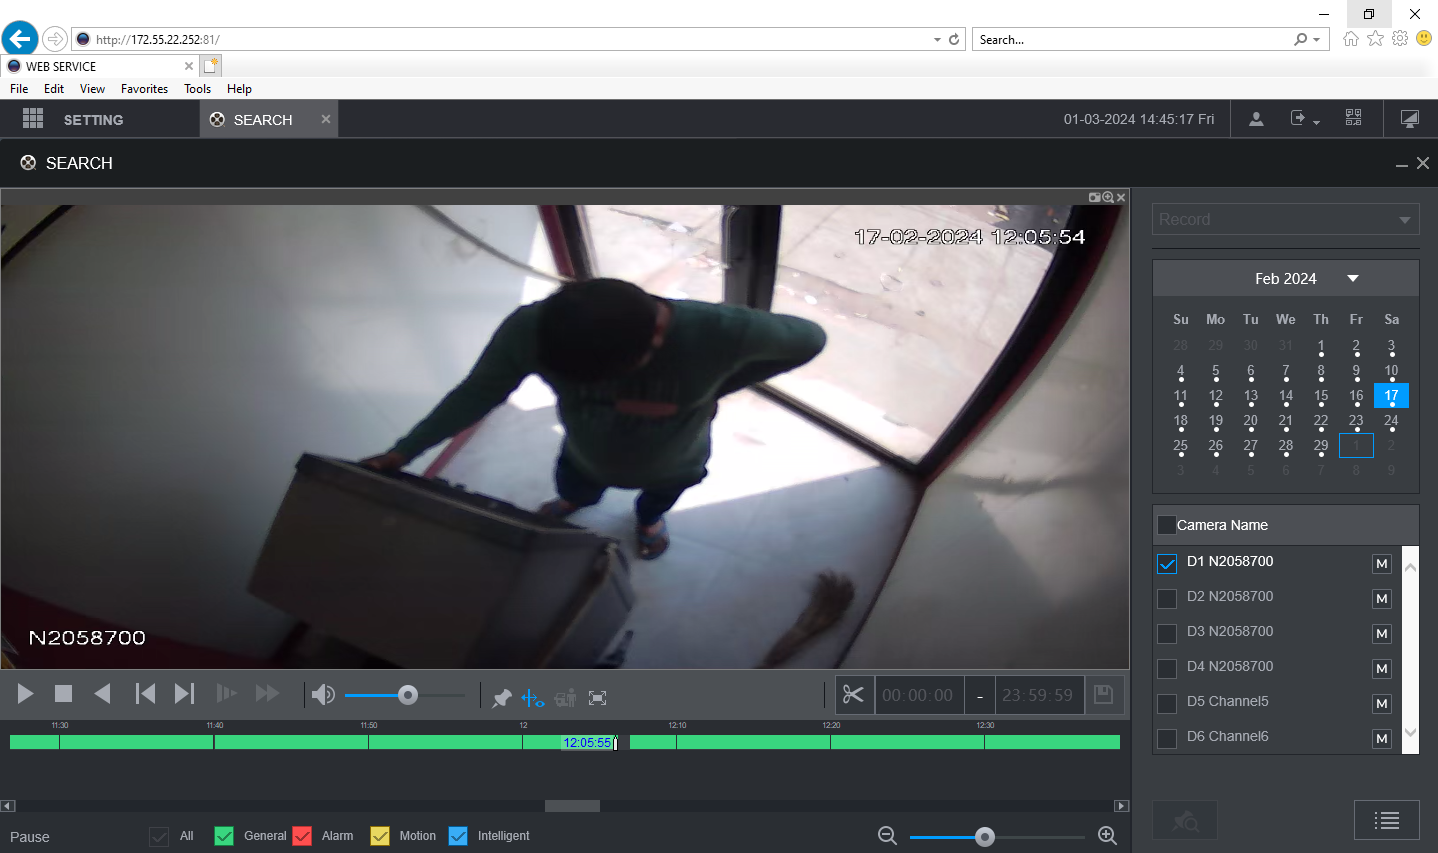 http://172.55.22.252:81/
Search...
WEB SERVICE
File Edit View Favorites Tools Help
SETTING
SEARCH
01-03-2024 14:45:17 Fri
SEARCH
17-02-2024 12:05:54
N2058700
Record
Feb 2024
Su Mo Tu We Th Fr Sa
28 29 30 31 1 2 3
4 5 6 7 8 9 10
11 12 13 14 15 16 17
18 19 20 21 22 23 24
25 26 27 28 29 1 2
3 4 5 6 7 8 9
Camera Name
D1 N2058700 M
D2 N2058700 M
D3 N2058700 M
D4 N2058700 M
D5 Channel5 M
D6 Channel6 M
00:00:00 - 23:59:59
11:30 11:40 11:50 12 12:10 12:20 12:30
12:05:55
Pause
All General Alarm Motion Intelligent